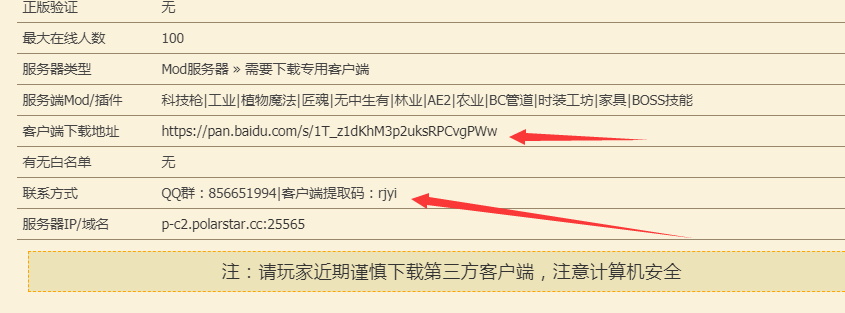 正版验证 无
最大在线人数 100
服务器类型 Mod服务器 » 需要下载专用客户端
服务端Mod/插件 科技枪|工业|植物魔法|匠魂|无中生有|林业|AE2|农业|BC管道|时装工坊|家具|BOSS技能
客户端下载地址 https://pan.baidu.com/s/1T_z1dKhM3p2uksRPCvgPWw
有无白名单 无
联系方式 QQ群：856651994|客户端提取码：rjyi
服务器IP/域名 p-c2.polarstar.cc:25565
注：请玩家近期谨慎下载第三方客户端，注意计算机安全